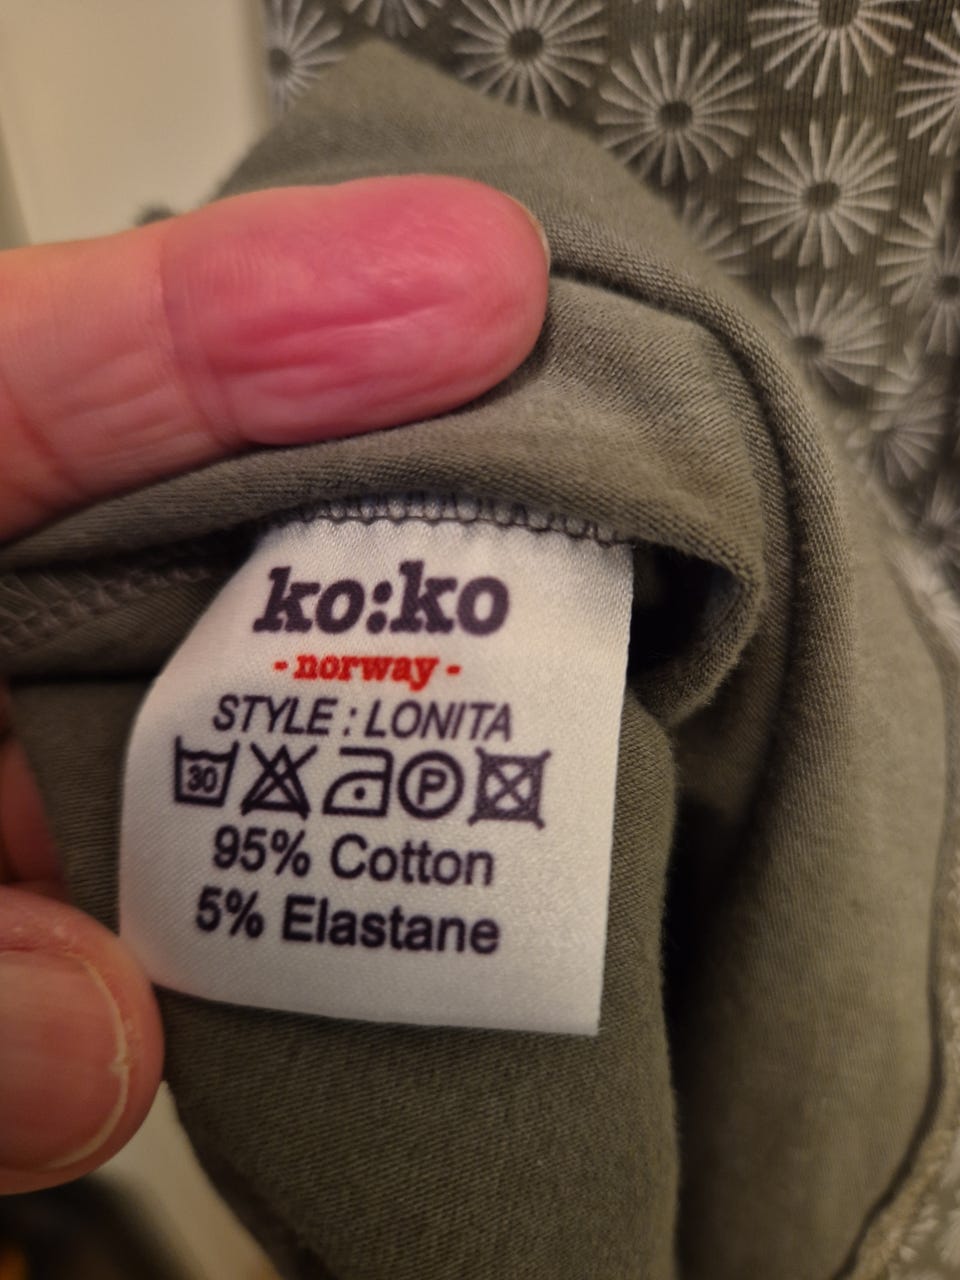 ko:ko
- norway -
STYLE : LONITA
30 P
95% Cotton
5% Elastane